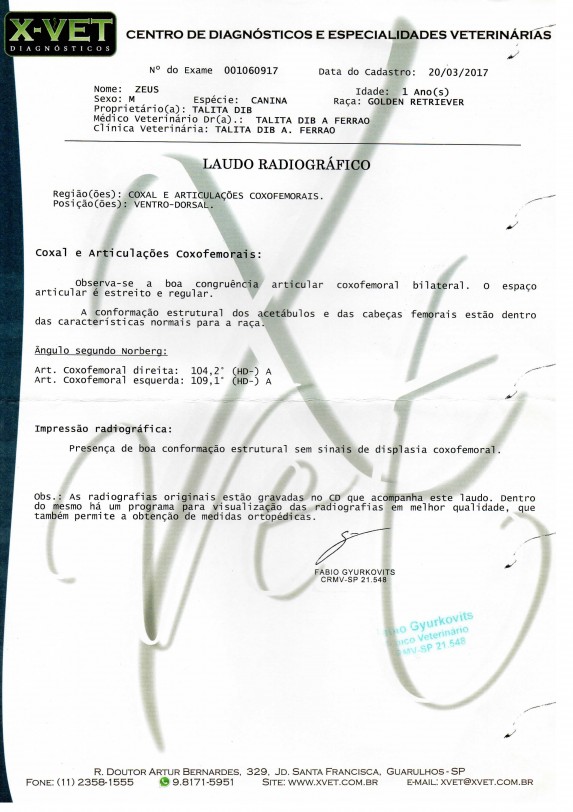 X-VET
DIAGNÓSTICOS
CENTRO DE DIAGNÓSTICOS E ESPECIALIDADES VETERINÁRIAS
Nº do Exame 001060917 Data do Cadastro: 20/03/2017
Nome: ZEUS Idade: 1 Ano(s)
Sexo: M Espécie: CANINA Raça: GOLDEN RETRIEVER
Proprietário(a): TALITA DIB
Médico Veterinário Dr(a).: TALITA DIB A FERRAO
Clínica Veterinária: TALITA DIB A. FERRAO
LAUDO RADIOGRÁFICO
Região(ões): COXAL E ARTICULAÇÕES COXOFEMORAIS.
Posição(ões): VENTRO-DORSAL.
Coxal e Articulações Coxofemorais:
Observa-se a boa congruência articular coxofemoral bilateral. O espaço
articular é estreito e regular.
A conformação estrutural dos acetábulos e das cabeças femorais estão dentro
das características normais para a raça.
Ângulo segundo Norberg:
Art. Coxofemoral direita: 104,2° (HD-) A
Art. Coxofemoral esquerda: 109,1° (HD-) A
Impressão radiográfica:
Presença de boa conformação estrutural sem sinais de displasia coxofemoral.
Obs.: As radiografias originais estão gravadas no CD que acompanha este laudo. Dentro
do mesmo há um programa para visualização das radiografias em melhor qualidade, que
também permite a obtenção de medidas ortopédicas.
FABIO GYURKOVITS
CRMV-SP 21.548
Gyurkovits
Veterinário
-SP 21.548
X Vet
R. Doutor Artur Bernardes, 329, Jd. Santa Francisca, Guarulhos - SP
Fone: (11) 2358-1555 9.8171-5951 Site: www.xvet.com.br e-mail: xvet@xvet.com.br